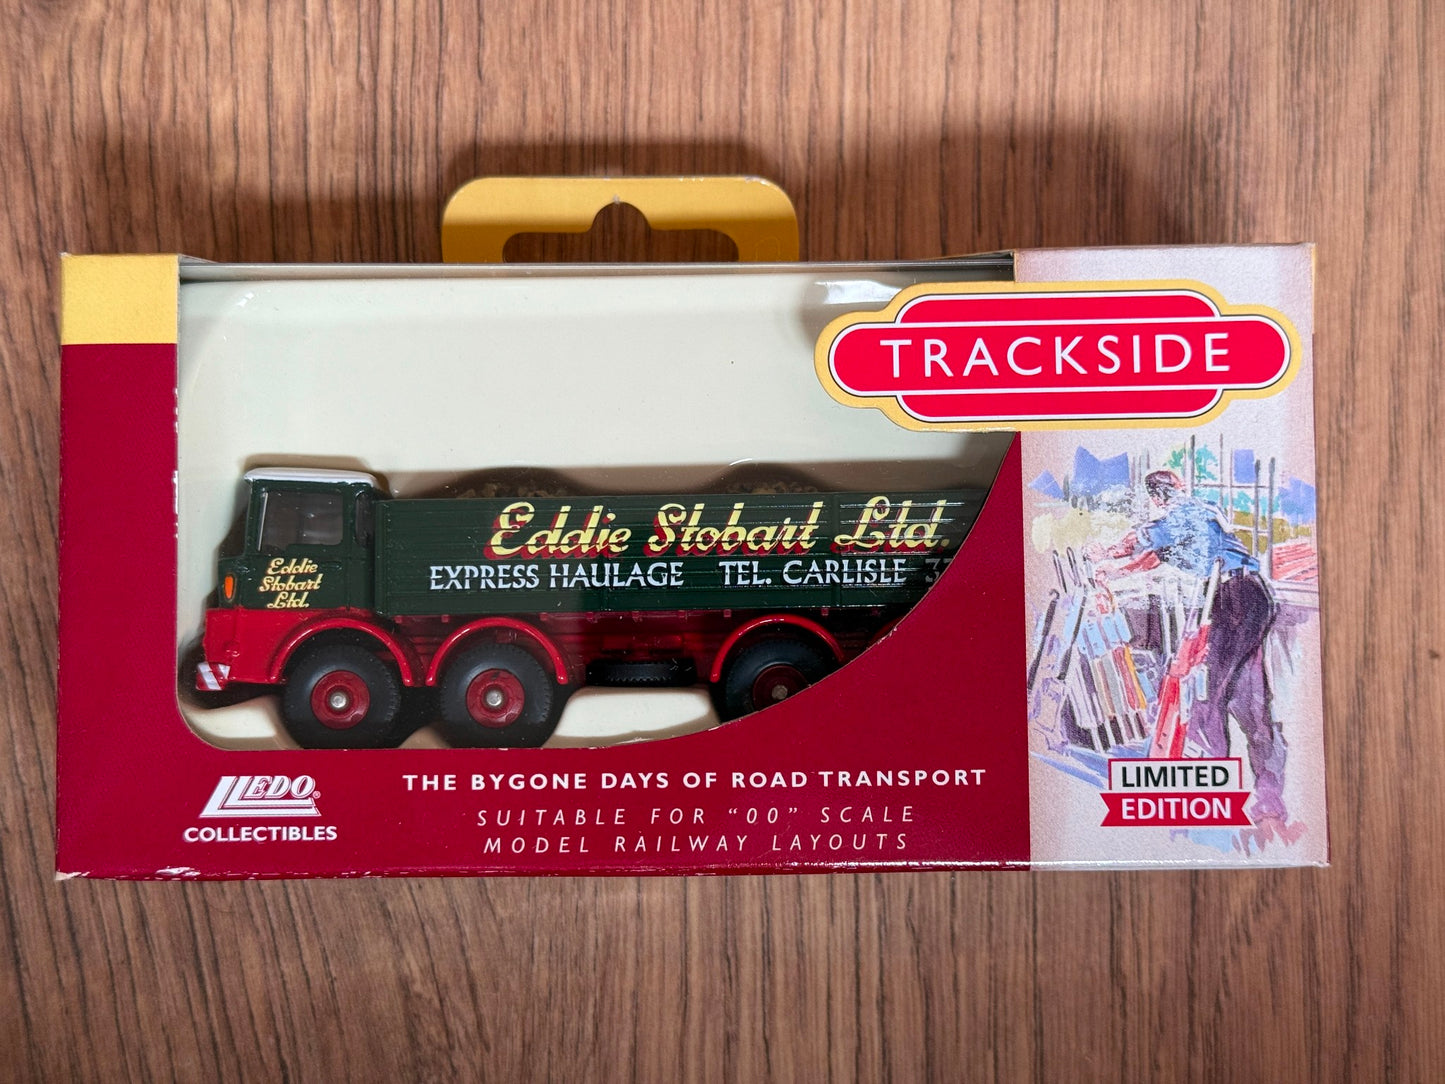 TRACKSIDE
Eddie Stobart Ltd.
EXPRESS HAULAGE TEL. CARLISLE
Eddie
Stobart
Ltd.
LLEDO®
COLLECTIBLES
THE BYGONE DAYS OF ROAD TRANSPORT
SUITABLE FOR "00" SCALE
MODEL RAILWAY LAYOUTS
LIMITED
EDITION